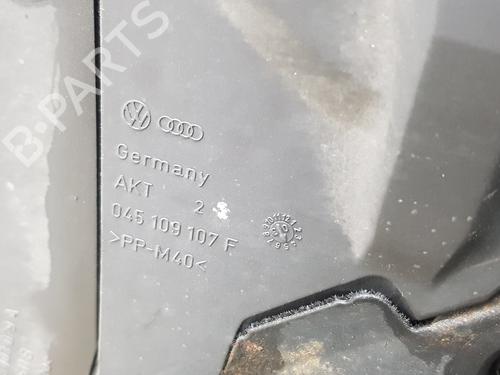 B·PARTS
Germany
AKT 2
045 109 107 F
>PP-M40<